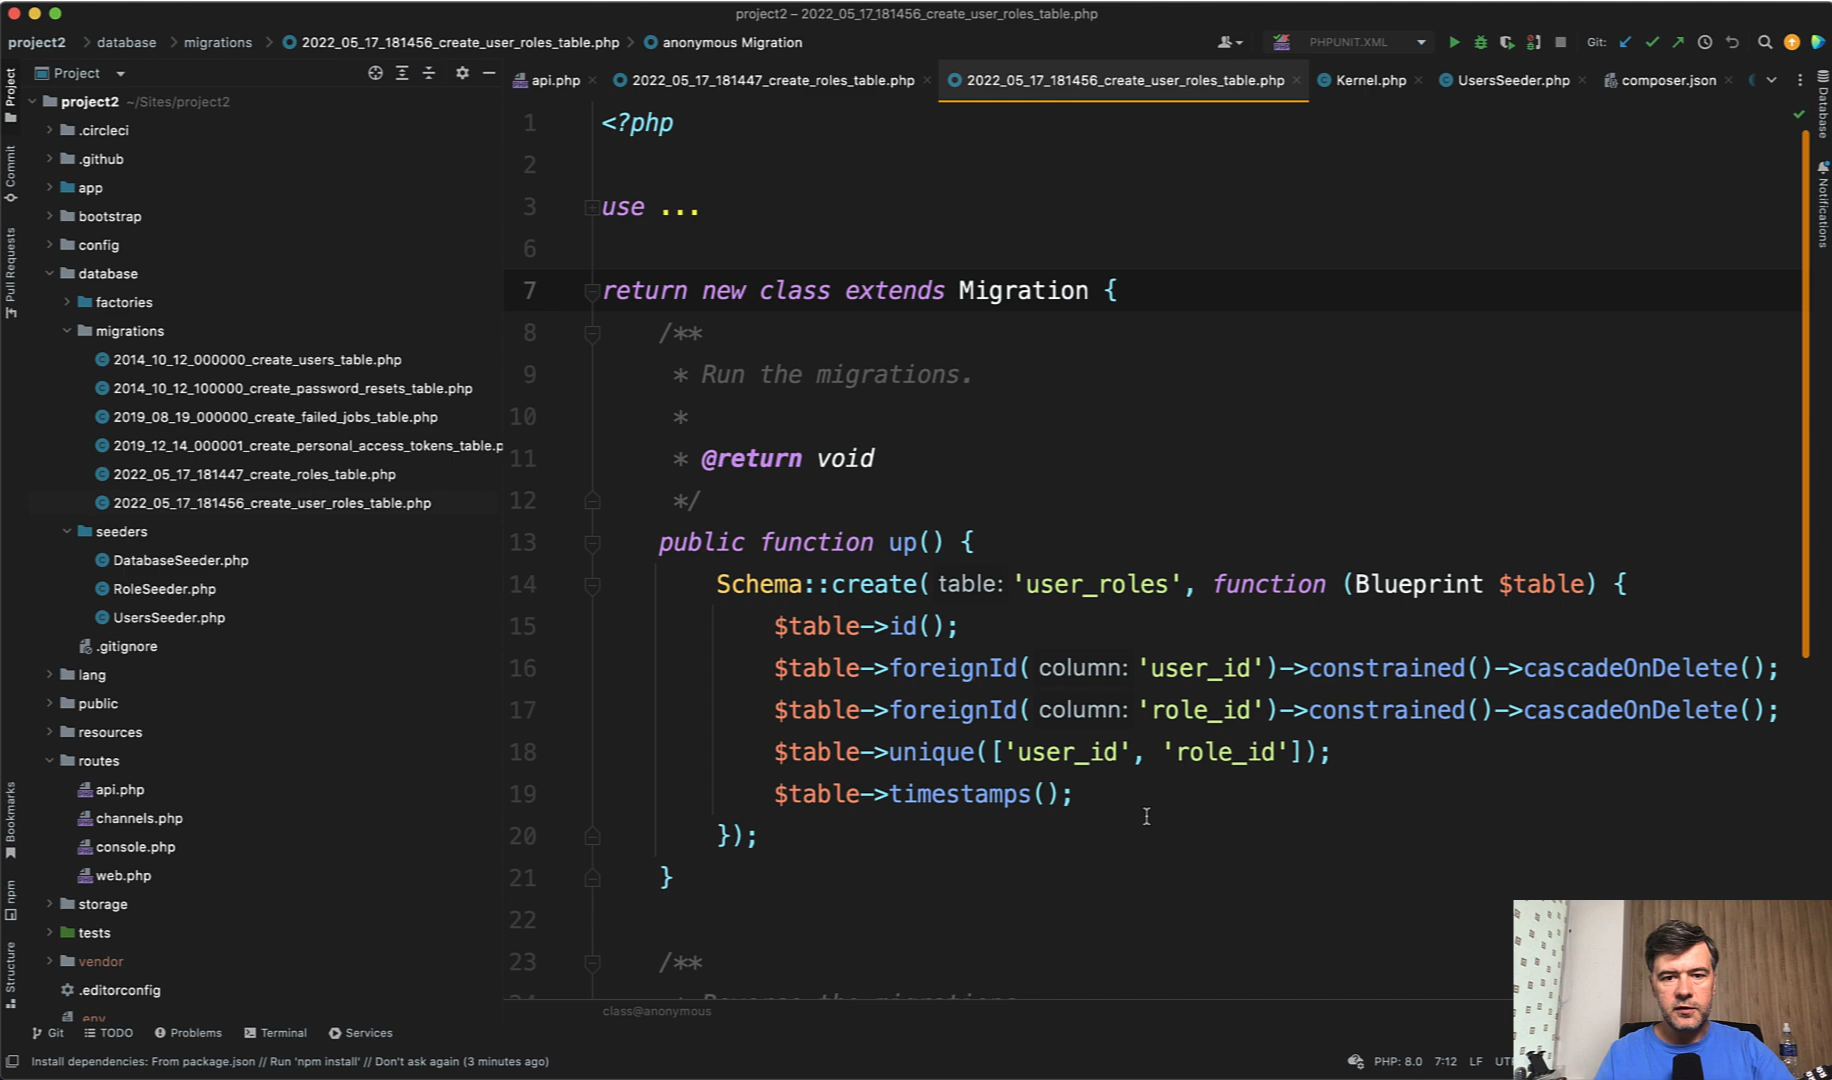 project2 – 2022_05_17_181456_create_user_roles_table.php
project2 database migrations 2022_05_17_181456_create_user_roles_table.php anonymous Migration
PHPUNIT.XML Git:
Project
api.php 2022_05_17_181447_create_roles_table.php 2022_05_17_181456_create_user_roles_table.php Kernel.php UsersSeeder.php composer.json
Project
Commit
Pull Requests
Bookmarks
npm
Structure
project2 ~/Sites/project2
.circleci
.github
app
bootstrap
config
database
factories
migrations
2014_10_12_000000_create_users_table.php
2014_10_12_100000_create_password_resets_table.php
2019_08_19_000000_create_failed_jobs_table.php
2019_12_14_000001_create_personal_access_tokens_table.p
2022_05_17_181447_create_roles_table.php
2022_05_17_181456_create_user_roles_table.php
seeders
DatabaseSeeder.php
RoleSeeder.php
UsersSeeder.php
.gitignore
lang
public
resources
routes
api.php
channels.php
console.php
web.php
storage
tests
vendor
.editorconfig
.env
1 <?php
2
3 use ...
6
7 return new class extends Migration {
8 /**
9 * Run the migrations.
10 *
11 * @return void
12 */
13 public function up() {
14 Schema::create( table: 'user_roles', function (Blueprint $table) {
15 $table->id();
16 $table->foreignId( column: 'user_id')->constrained()->cascadeOnDelete();
17 $table->foreignId( column: 'role_id')->constrained()->cascadeOnDelete();
18 $table->unique(['user_id', 'role_id']);
19 $table->timestamps();
20 });
21 }
22
23 /**
24 * Reverse the migrations.
class@anonymous
Database
Notifications
Git TODO Problems Terminal Services
Install dependencies: From package.json // Run 'npm install' // Don't ask again (3 minutes ago)
PHP: 8.0 7:12 LF UT